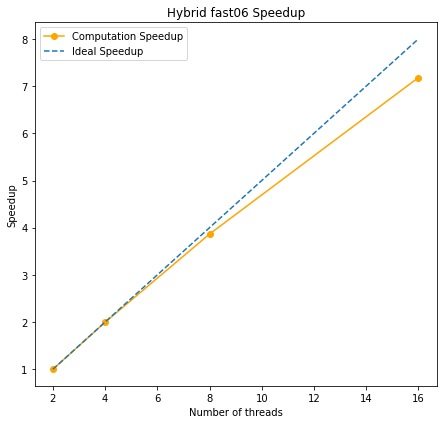 Hybrid fast06 Speedup
Computation Speedup
Ideal Speedup
8
7
6
5
4
3
2
1
Speedup
2 4 6 8 10 12 14 16
Number of threads